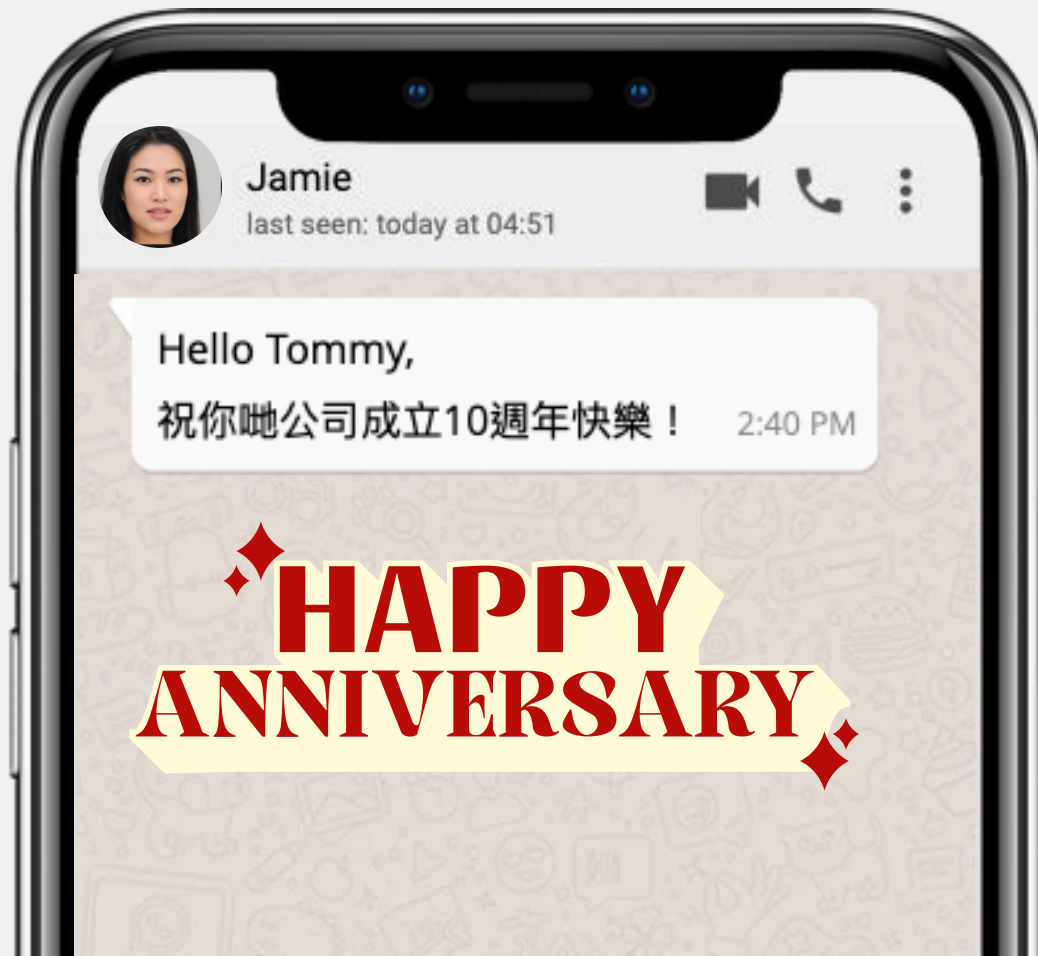 Jamie
last seen: today at 04:51
Hello Tommy,
祝你哋公司成立10週年快樂！ 2:40 PM
HAPPY
ANNIVERSARY